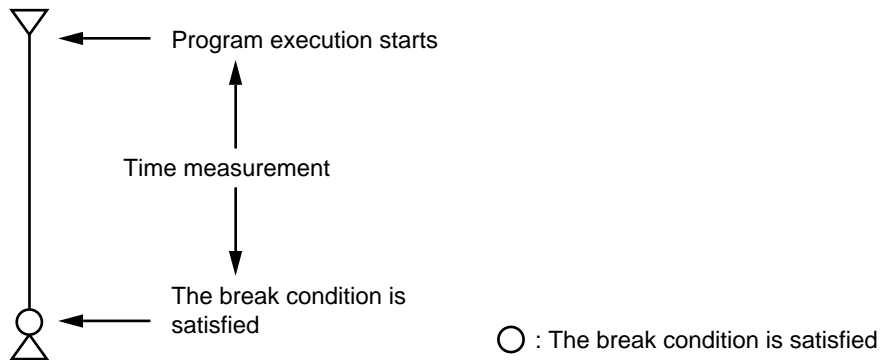 Program execution starts
Time measurement
The break condition is
satisfied
: The break condition is satisfied